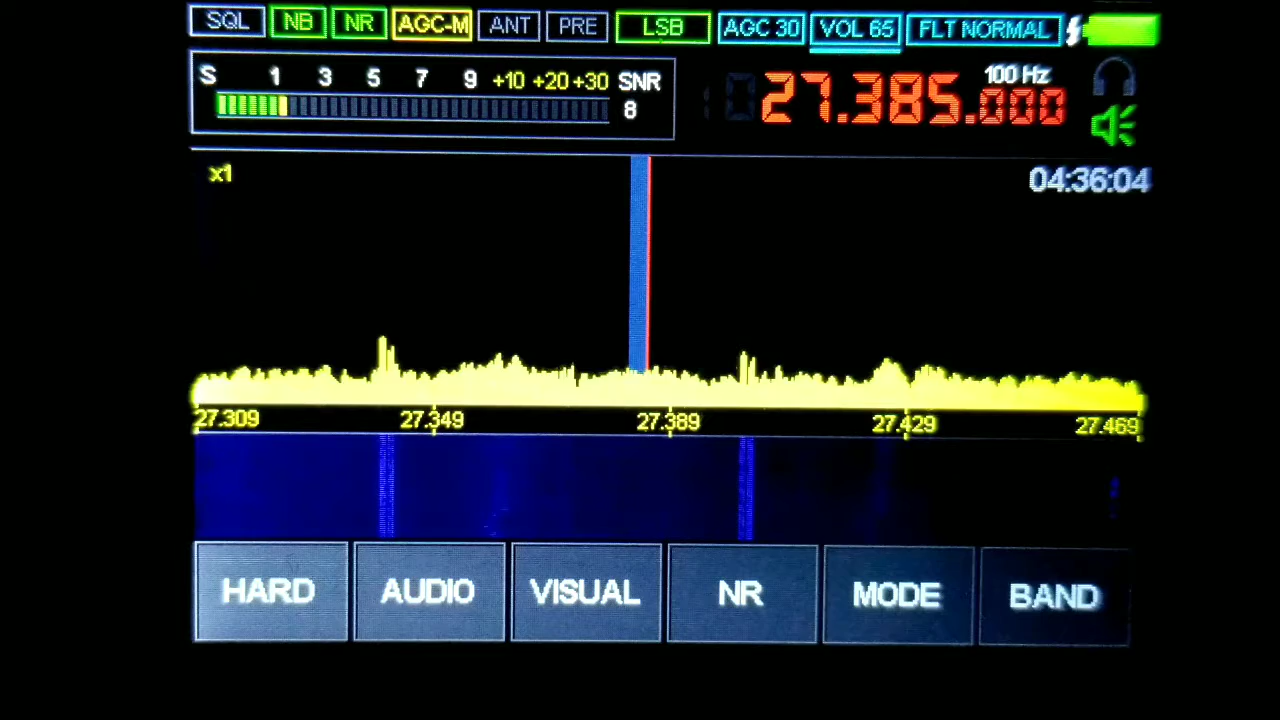 SQL NB NR AGC-M ANT PRE LSB AGC 30 VOL 65 FLT NORMAL
S 1 3 5 7 9 +10 +20 +30 SNR
8
100 Hz
27.385.000
x1 04:36:04
27.309 27.349 27.389 27.429 27.469
HARD AUDIO VISUAL NR MODE BAND